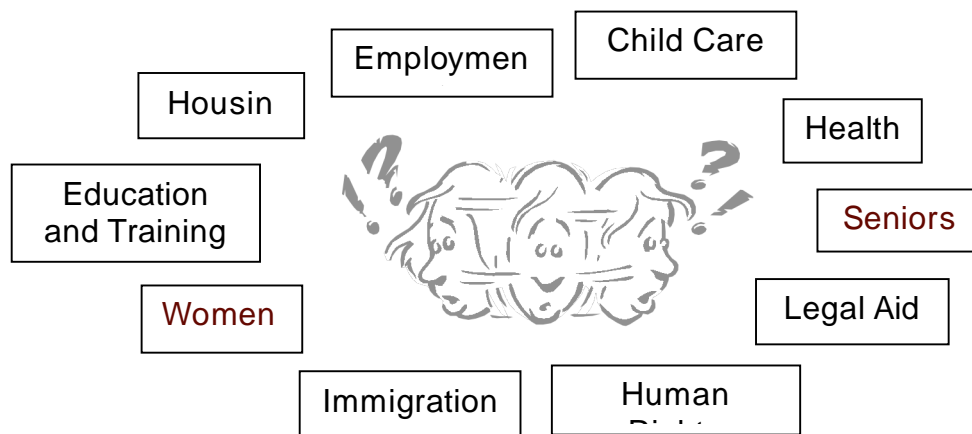 Employmen
Child Care
Housin
Health
Education
and Training
Seniors
Women
Legal Aid
Immigration
Human